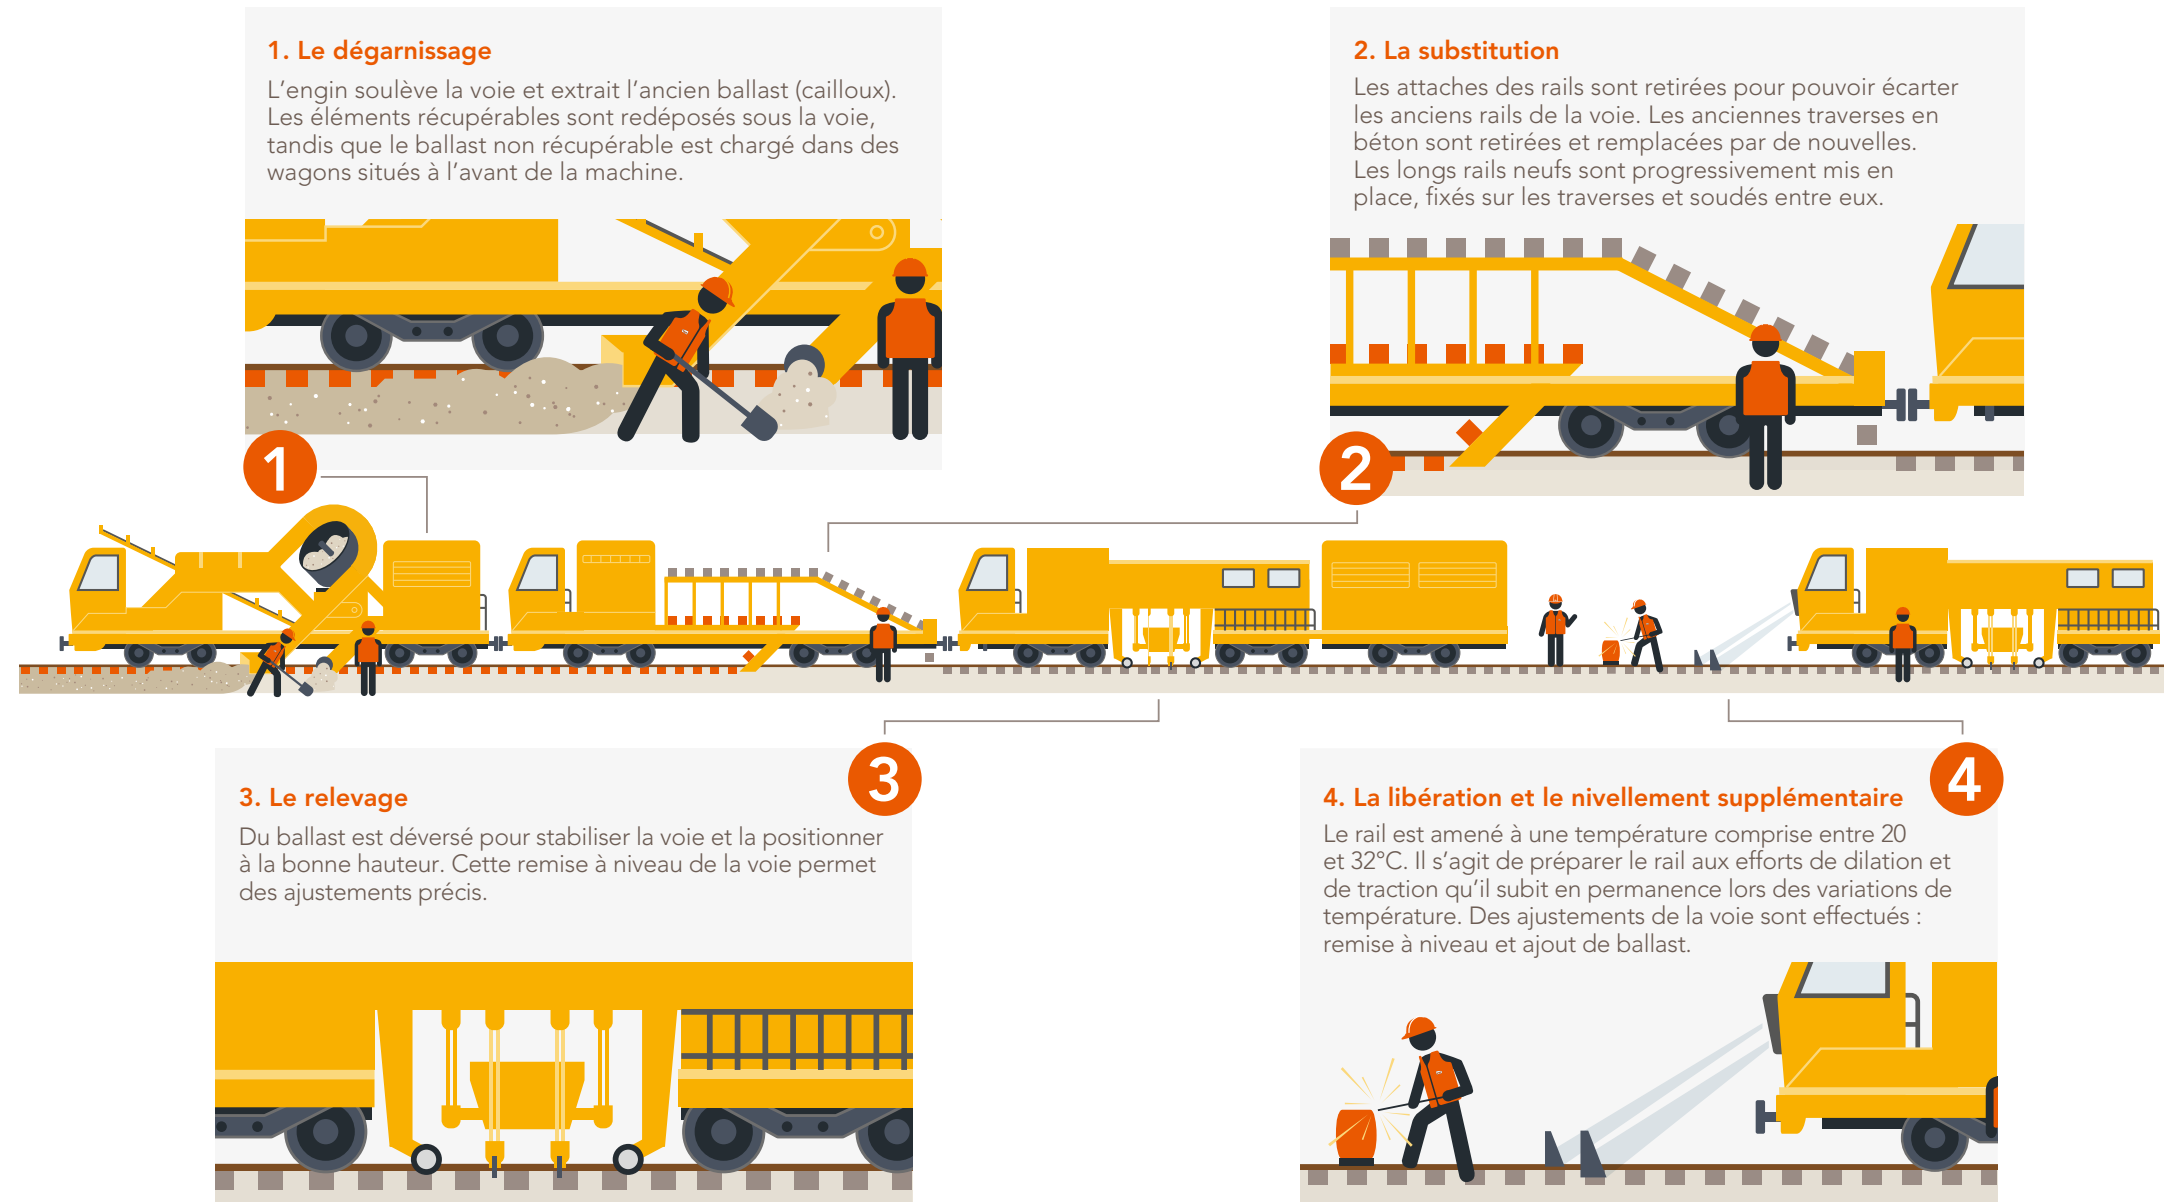 1. Le dégarnissage
L’engin soulève la voie et extrait l’ancien ballast (cailloux).
Les éléments récupérables sont redéposés sous la voie,
tandis que le ballast non récupérable est chargé dans des
wagons situés à l’avant de la machine.
1
2. La substitution
Les attaches des rails sont retirées pour pouvoir écarter
les anciens rails de la voie. Les anciennes traverses en
béton sont retirées et remplacées par de nouvelles.
Les longs rails neufs sont progressivement mis en
place, fixés sur les traverses et soudés entre eux.
2
3
3. Le relevage
Du ballast est déversé pour stabiliser la voie et la positionner
à la bonne hauteur. Cette remise à niveau de la voie permet
des ajustements précis.
4
4. La libération et le nivellement supplémentaire
Le rail est amené à une température comprise entre 20
et 32°C. Il s’agit de préparer le rail aux efforts de dilation et
de traction qu’il subit en permanence lors des variations de
température. Des ajustements de la voie sont effectués :
remise à niveau et ajout de ballast.